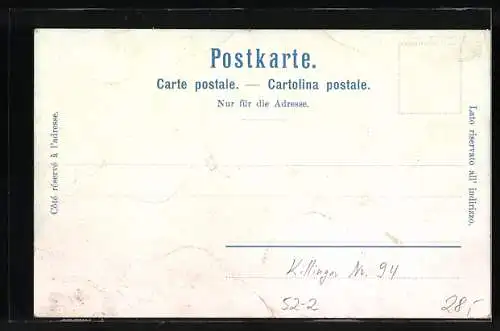 Postkarte.
Carte postale. — Cartolina postale.
Nur für die Adresse.
Côté réservé à l'adresse.
Lato riservato all' indirizzo.
Killinger Nr. 94
52-2
28,-